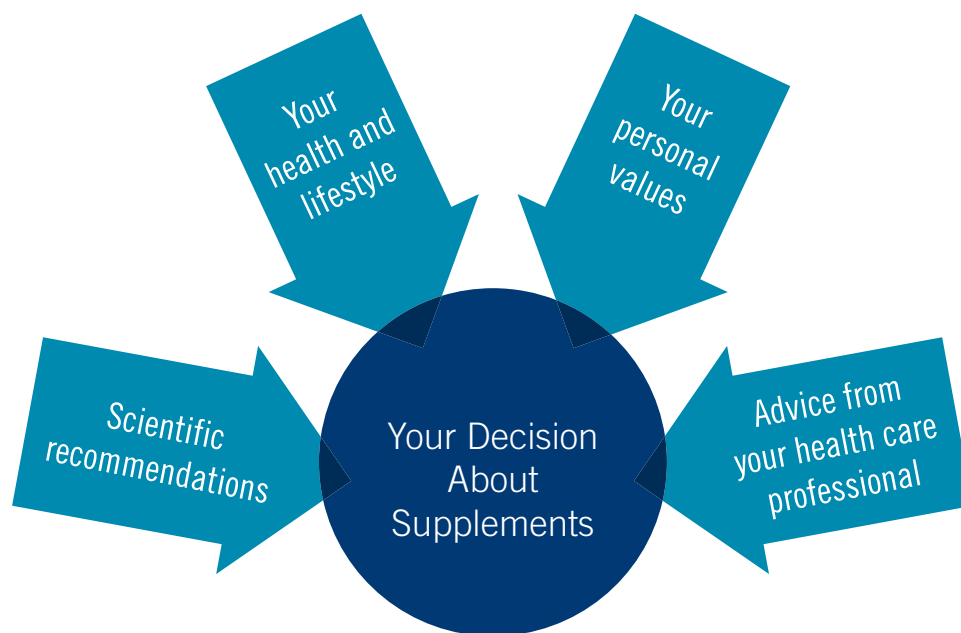 Your
health and
lifestyle
Your
personal
values
Scientific
recommendations
Your Decision
About
Supplements
Advice from
your health care
professional